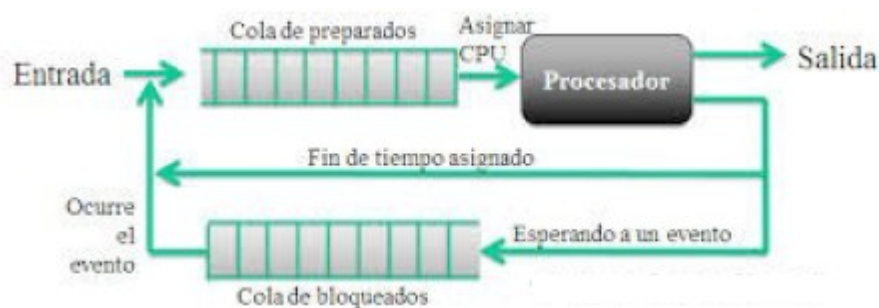 Cola de preparados
Asignar
CPU
Entrada
Procesador
Salida
Fin de tiempo asignado
Ocurre
el
evento
Esperando a un evento
Cola de bloqueados